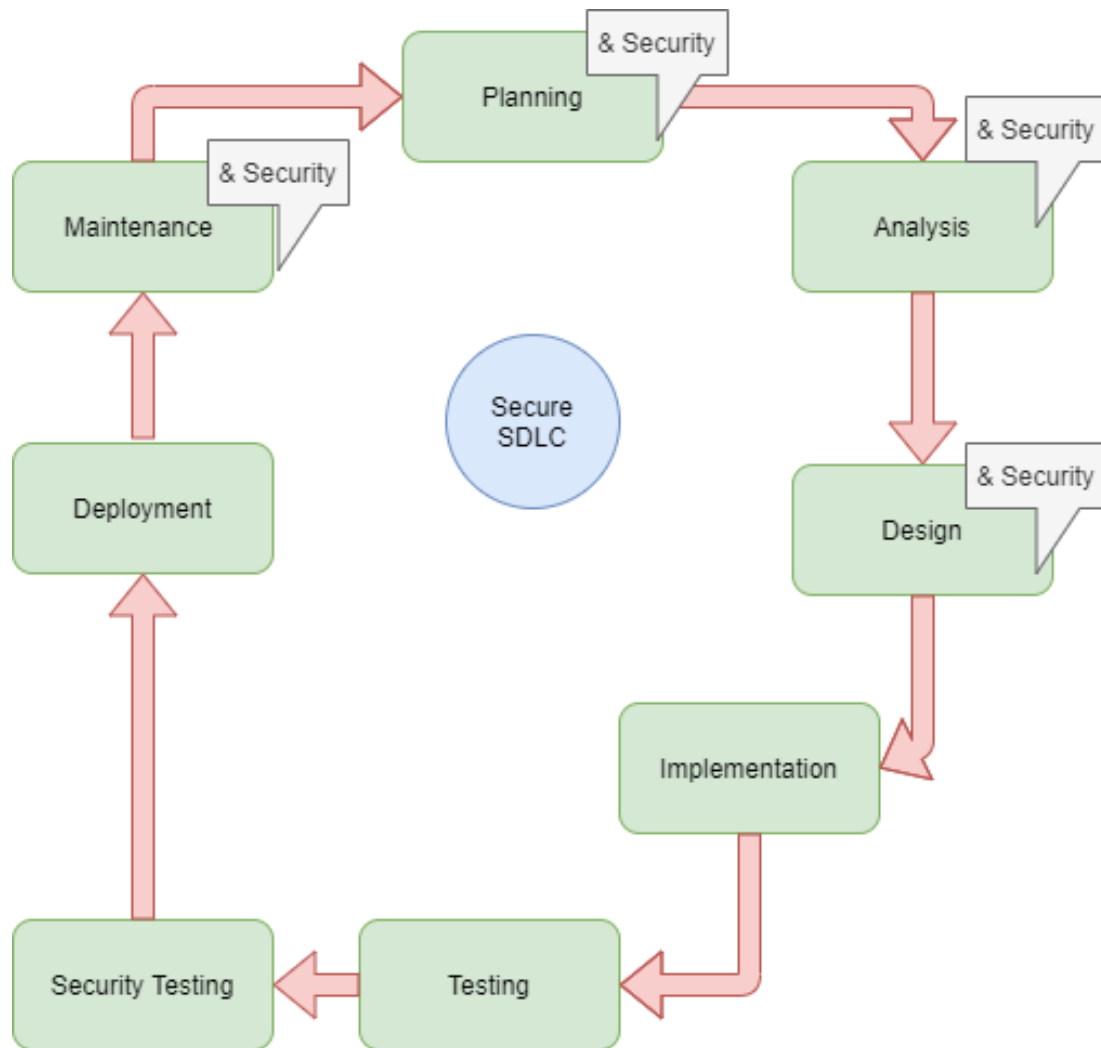 & Security
Planning
& Security
Analysis
& Security
Maintenance
Secure
SDLC
& Security
Design
Deployment
Implementation
Testing
Security Testing